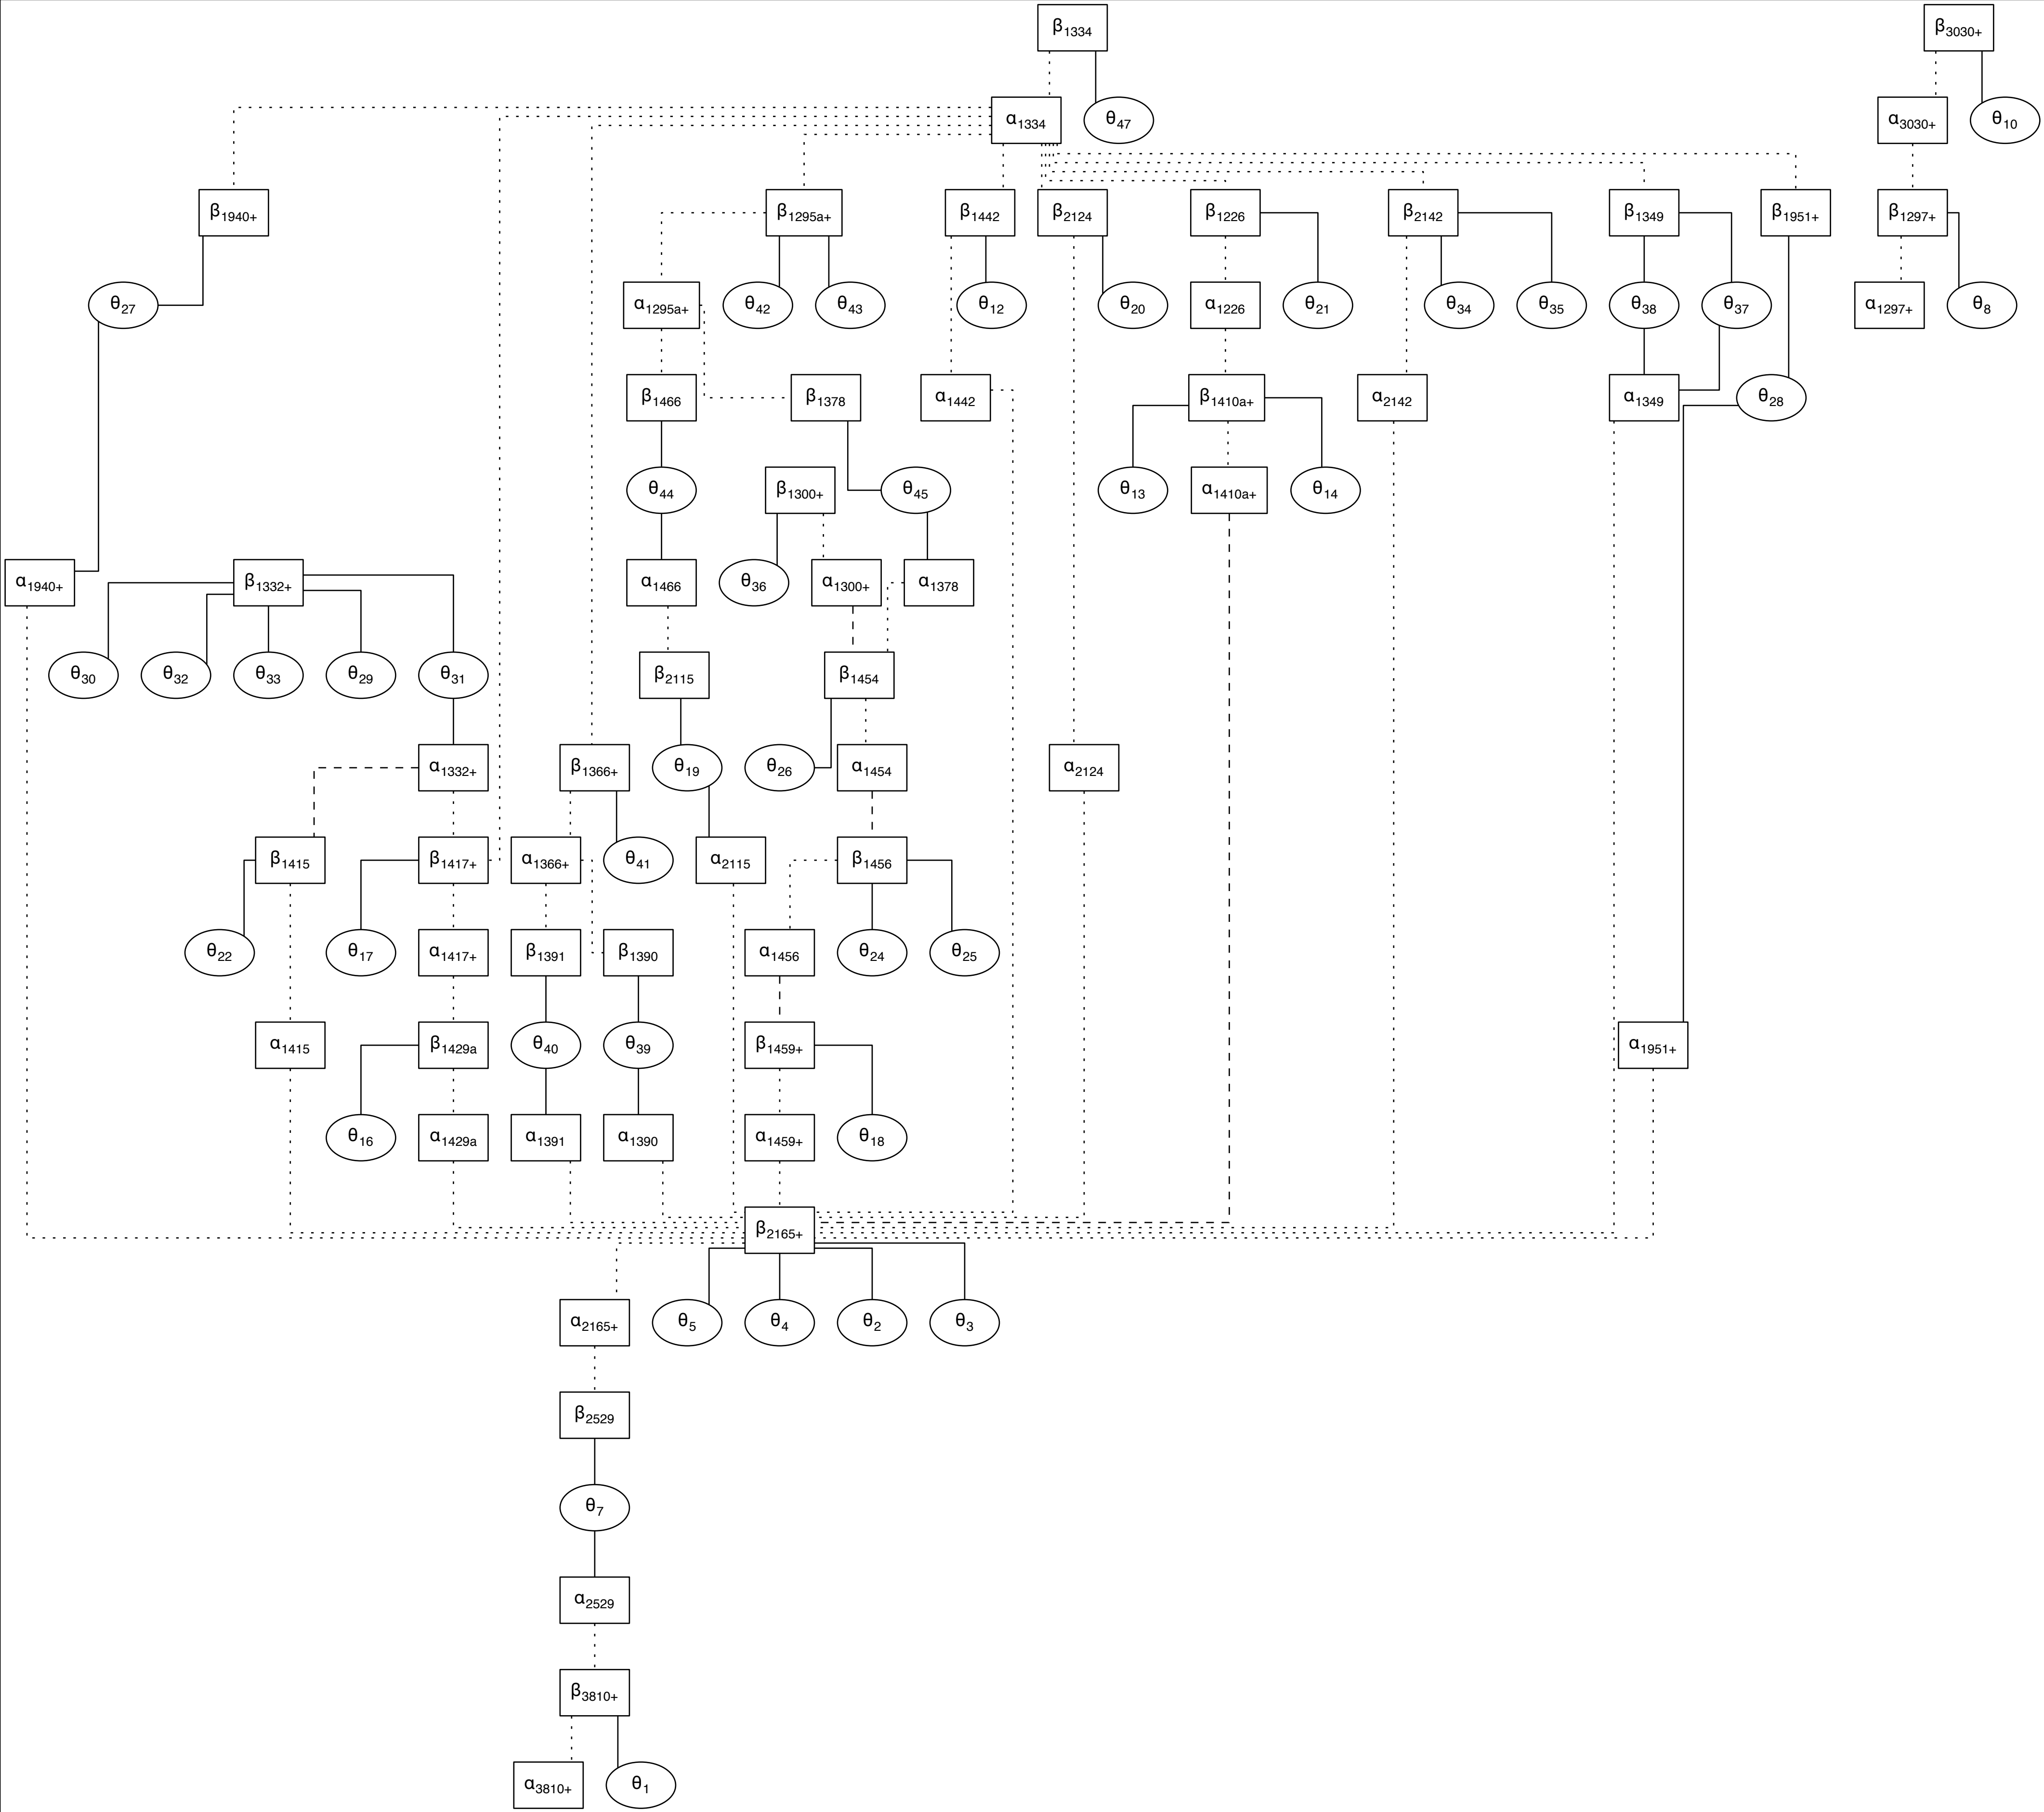 β1334 β3030+
α1334 θ47 α3030+ θ10
β1940+ β1295a+ β1442 β2124 β1226 β2142 β1349 β1951+ β1297+
θ27 α1295a+ θ42 θ43 θ12 θ20 α1226 θ21 θ34 θ35 θ38 θ37 α1297+ θ8
β1466 β1378 α1442 β1410a+ α2142 α1349 θ28
θ44 β1300+ θ45 θ13 α1410a+ θ14
α1940+ β1332+ α1466 θ36 α1300+ α1378
θ30 θ32 θ33 θ29 θ31 β2115 β1454
α1332+ β1366+ θ19 θ26 α1454 α2124
β1415 β1417+ α1366+ θ41 α2115 β1456
θ22 θ17 α1417+ β1391 β1390 α1456 θ24 θ25
α1415 β1429a θ40 θ39 β1459+ α1951+
θ16 α1429a α1391 α1390 α1459+ θ18
β2165+
α2165+ θ5 θ4 θ2 θ3
β2529
θ7
α2529
β3810+
α3810+ θ1